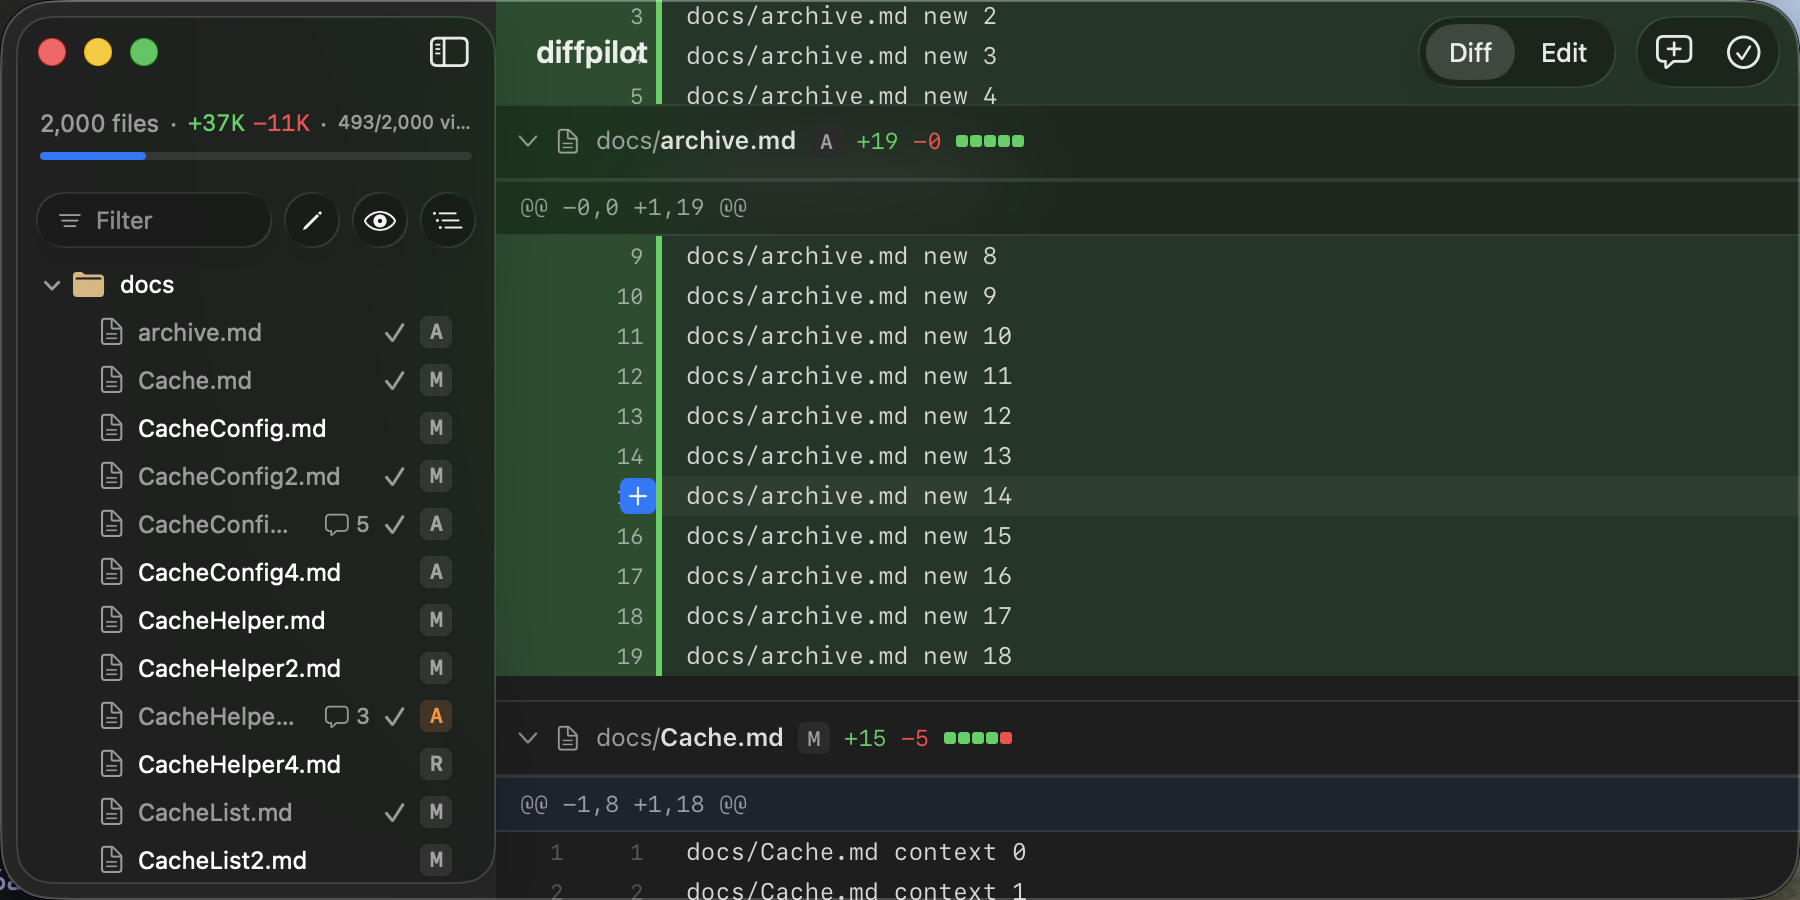 2,000 files · +37K −11K · 493/2,000 vi…
Filter
docs
archive.md A
Cache.md M
CacheConfig.md M
CacheConfig2.md M
CacheConfi… 5 A
CacheConfig4.md A
CacheHelper.md M
CacheHelper2.md M
CacheHelpe… 3 A
CacheHelper4.md R
CacheList.md M
CacheList2.md M
diffpilot
Diff Edit
3 docs/archive.md new 2
docs/archive.md new 3
5 docs/archive.md new 4
docs/archive.md A +19 −0
@@ −0,0 +1,19 @@
9 docs/archive.md new 8
10 docs/archive.md new 9
11 docs/archive.md new 10
12 docs/archive.md new 11
13 docs/archive.md new 12
14 docs/archive.md new 13
docs/archive.md new 14
16 docs/archive.md new 15
17 docs/archive.md new 16
18 docs/archive.md new 17
19 docs/archive.md new 18
docs/Cache.md M +15 −5
@@ −1,8 +1,18 @@
1 1 docs/Cache.md context 0
2 2 docs/Cache.md context 1